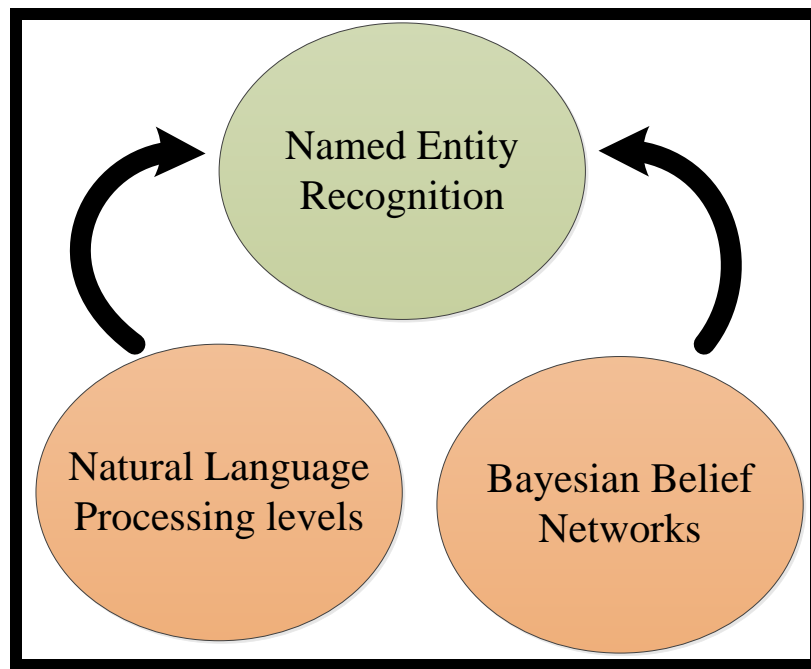 Named Entity
Recognition
Natural Language
Processing levels
Bayesian Belief
Networks